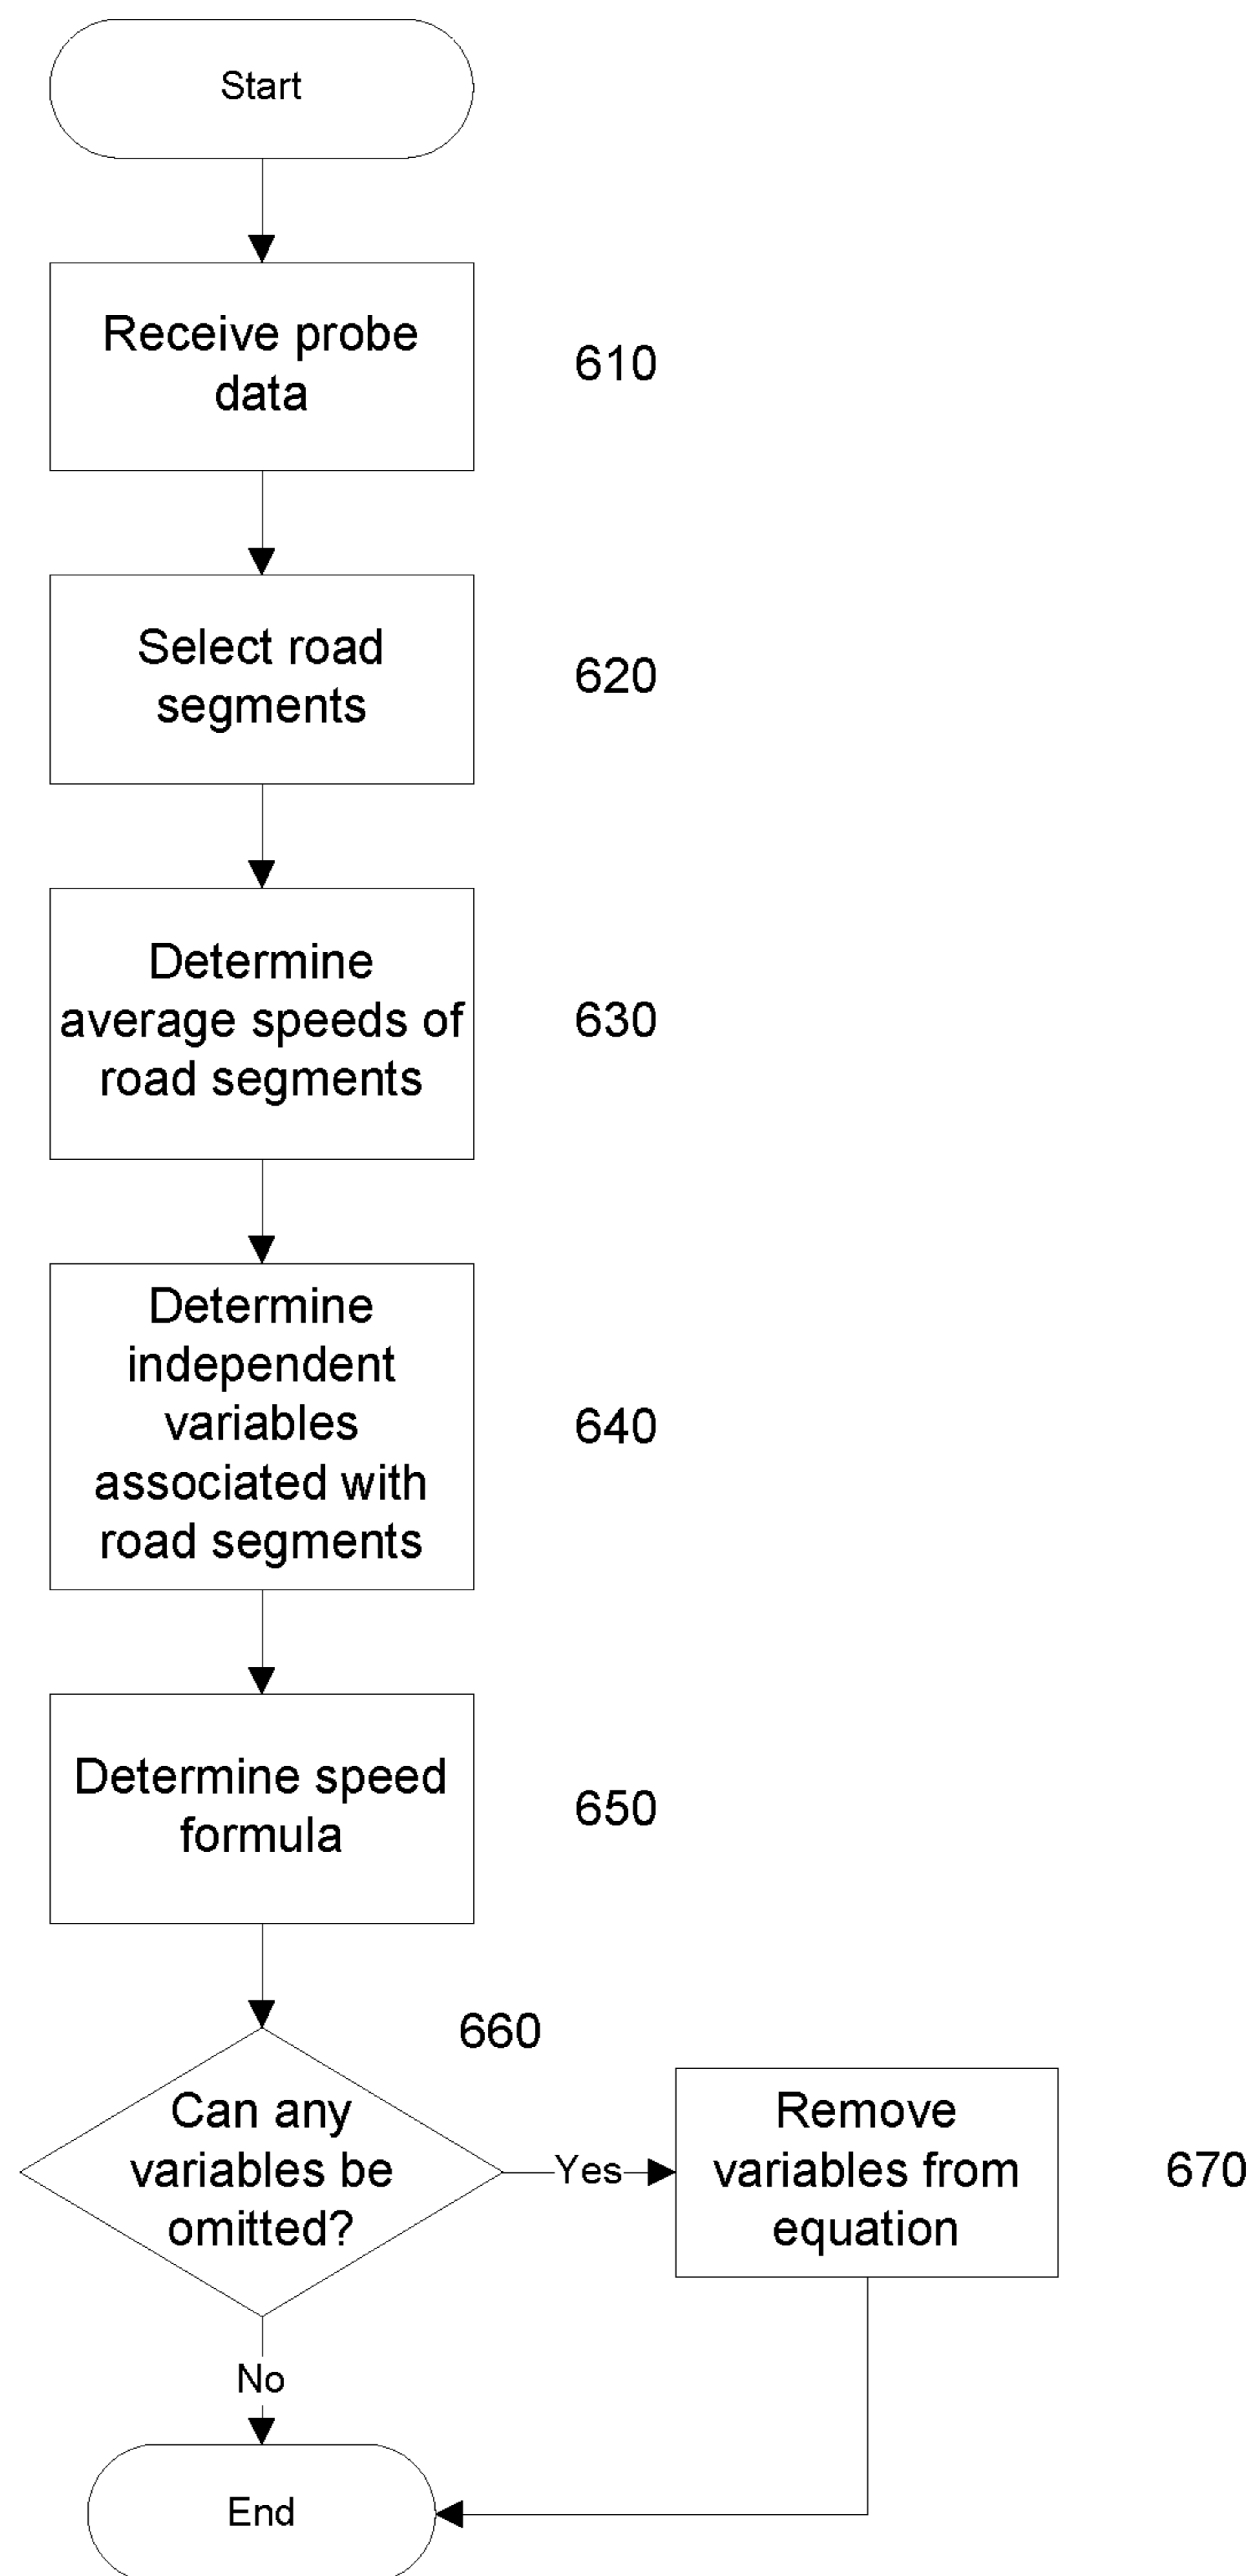 Start
Receive probe
data
610
Select road
segments
620
Determine
average speeds of
road segments
630
Determine
independent
variables
associated with
road segments
640
Determine speed
formula
650
660
Can any
variables be
omitted?
Yes
Remove
variables from
equation
670
No
End